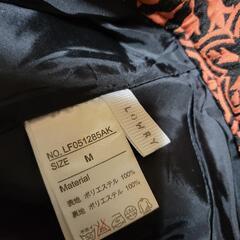 NO. LF051285AK
SIZE M
Material
表地 ポリエステル 100%
裏地 ポリエステル 100%
LOWRY